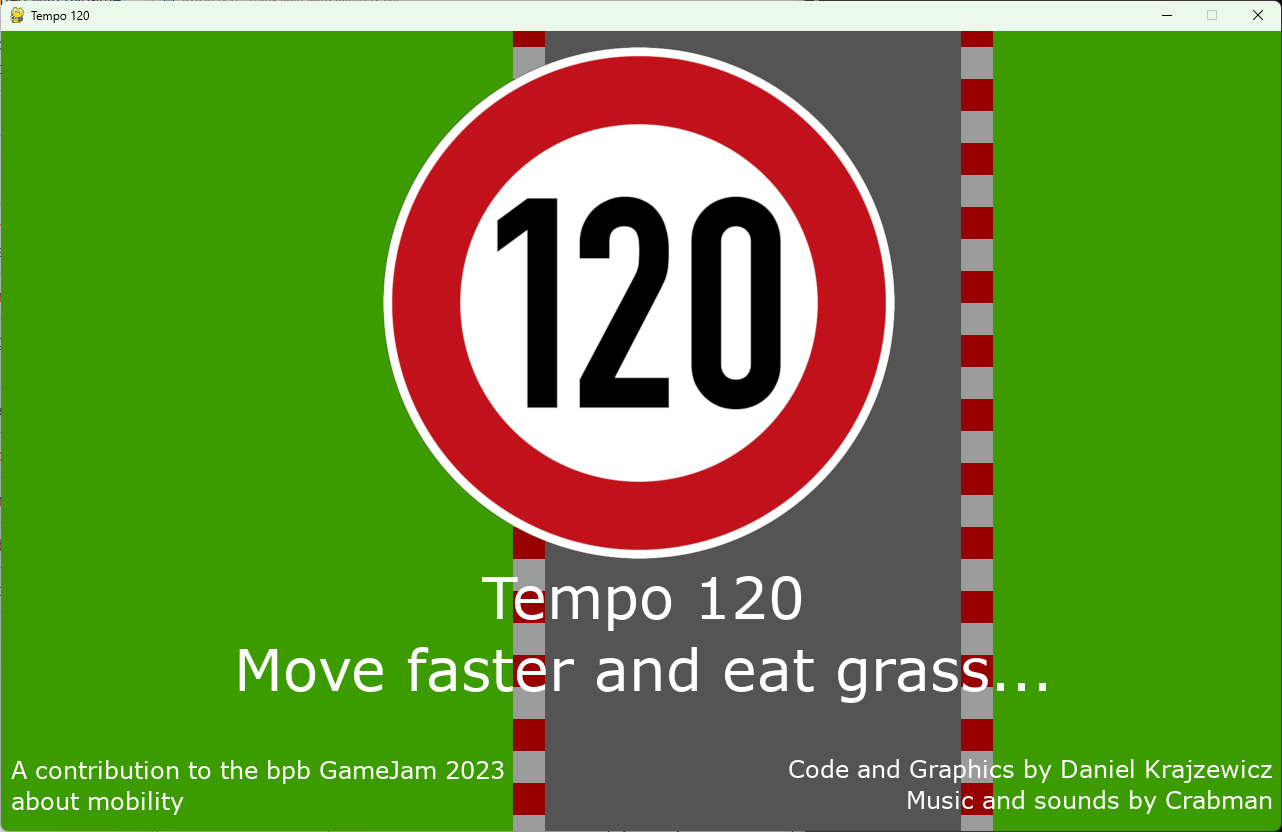 Tempo 120
120
Tempo 120
Move faster and eat grass...
A contribution to the bpb GameJam 2023
about mobility
Code and Graphics by Daniel Krajzewicz
Music and sounds by Crabman